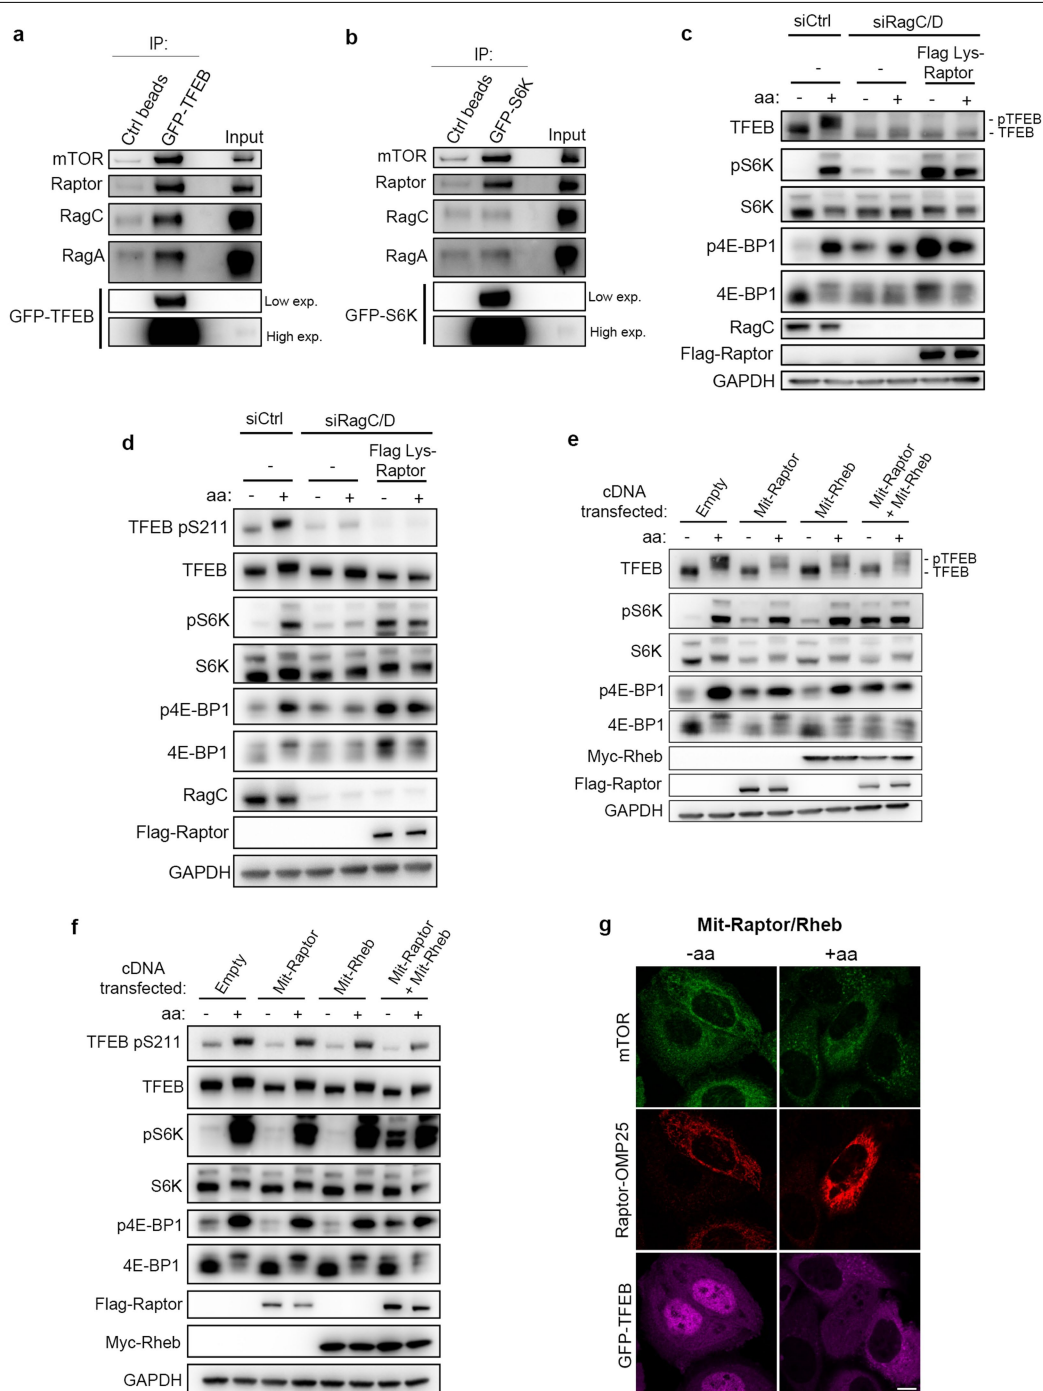 a
IP:
Ctrl beads
GFP-TFEB
Input
mTOR
Raptor
RagC
RagA
GFP-TFEB
Low exp.
High exp.
b
IP:
Ctrl beads
GFP-S6K
Input
mTOR
Raptor
RagC
RagA
GFP-S6K
Low exp.
High exp.
c
siCtrl siRagC/D
- - Flag Lys-
Raptor
aa: - + - + - +
TFEB
- pTFEB
- TFEB
pS6K
S6K
p4E-BP1
4E-BP1
RagC
Flag-Raptor
GAPDH
d
siCtrl siRagC/D
- - Flag Lys-
Raptor
aa: - + - + - +
TFEB pS211
TFEB
pS6K
S6K
p4E-BP1
4E-BP1
RagC
Flag-Raptor
GAPDH
e
cDNA
transfected:
Empty
Mit-Raptor
Mit-Rheb
Mit-Raptor
+ Mit-Rheb
aa: - + - + - + - +
TFEB
- pTFEB
- TFEB
pS6K
S6K
p4E-BP1
4E-BP1
Myc-Rheb
Flag-Raptor
GAPDH
f
cDNA
transfected:
Empty
Mit-Raptor
Mit-Rheb
Mit-Raptor
+ Mit-Rheb
aa: - + - + - + - +
TFEB pS211
TFEB
pS6K
S6K
p4E-BP1
4E-BP1
Flag-Raptor
Myc-Rheb
GAPDH
g
Mit-Raptor/Rheb
-aa +aa
mTOR
Raptor-OMP25
GFP-TFEB